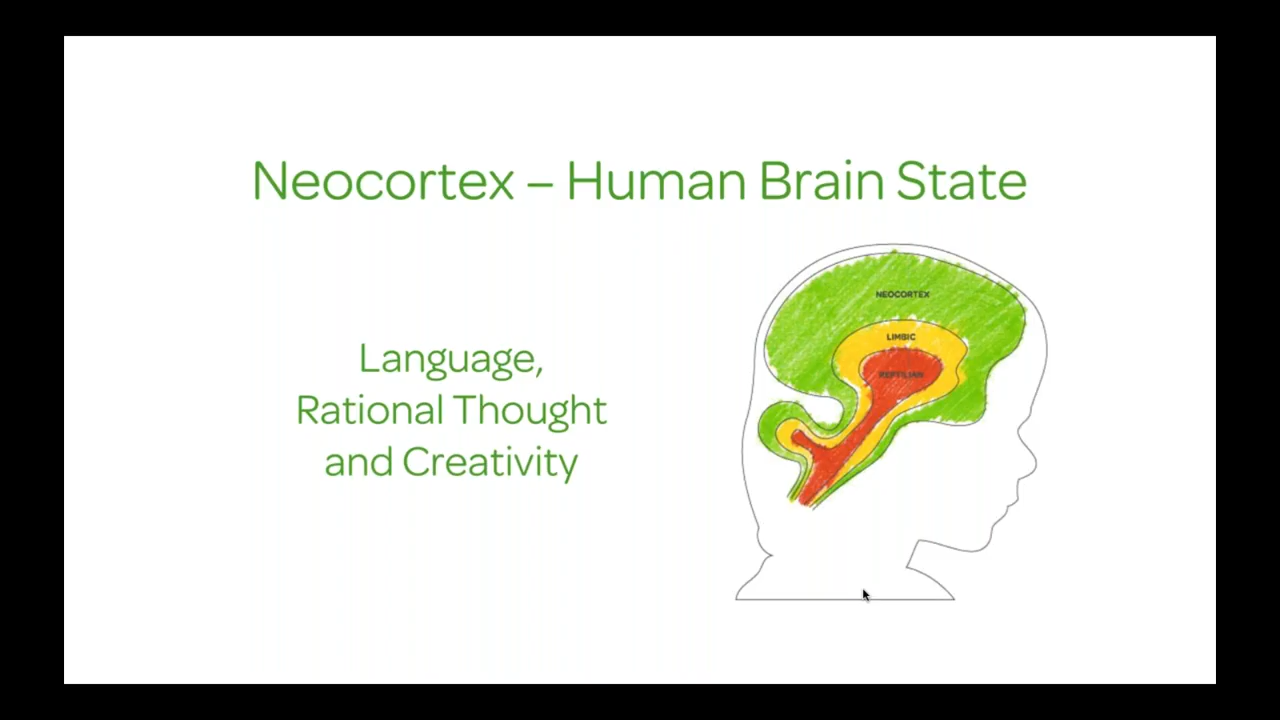 Neocortex – Human Brain State
Language,
Rational Thought
and Creativity
NEOCORTEX
LIMBIC
REPTILIAN